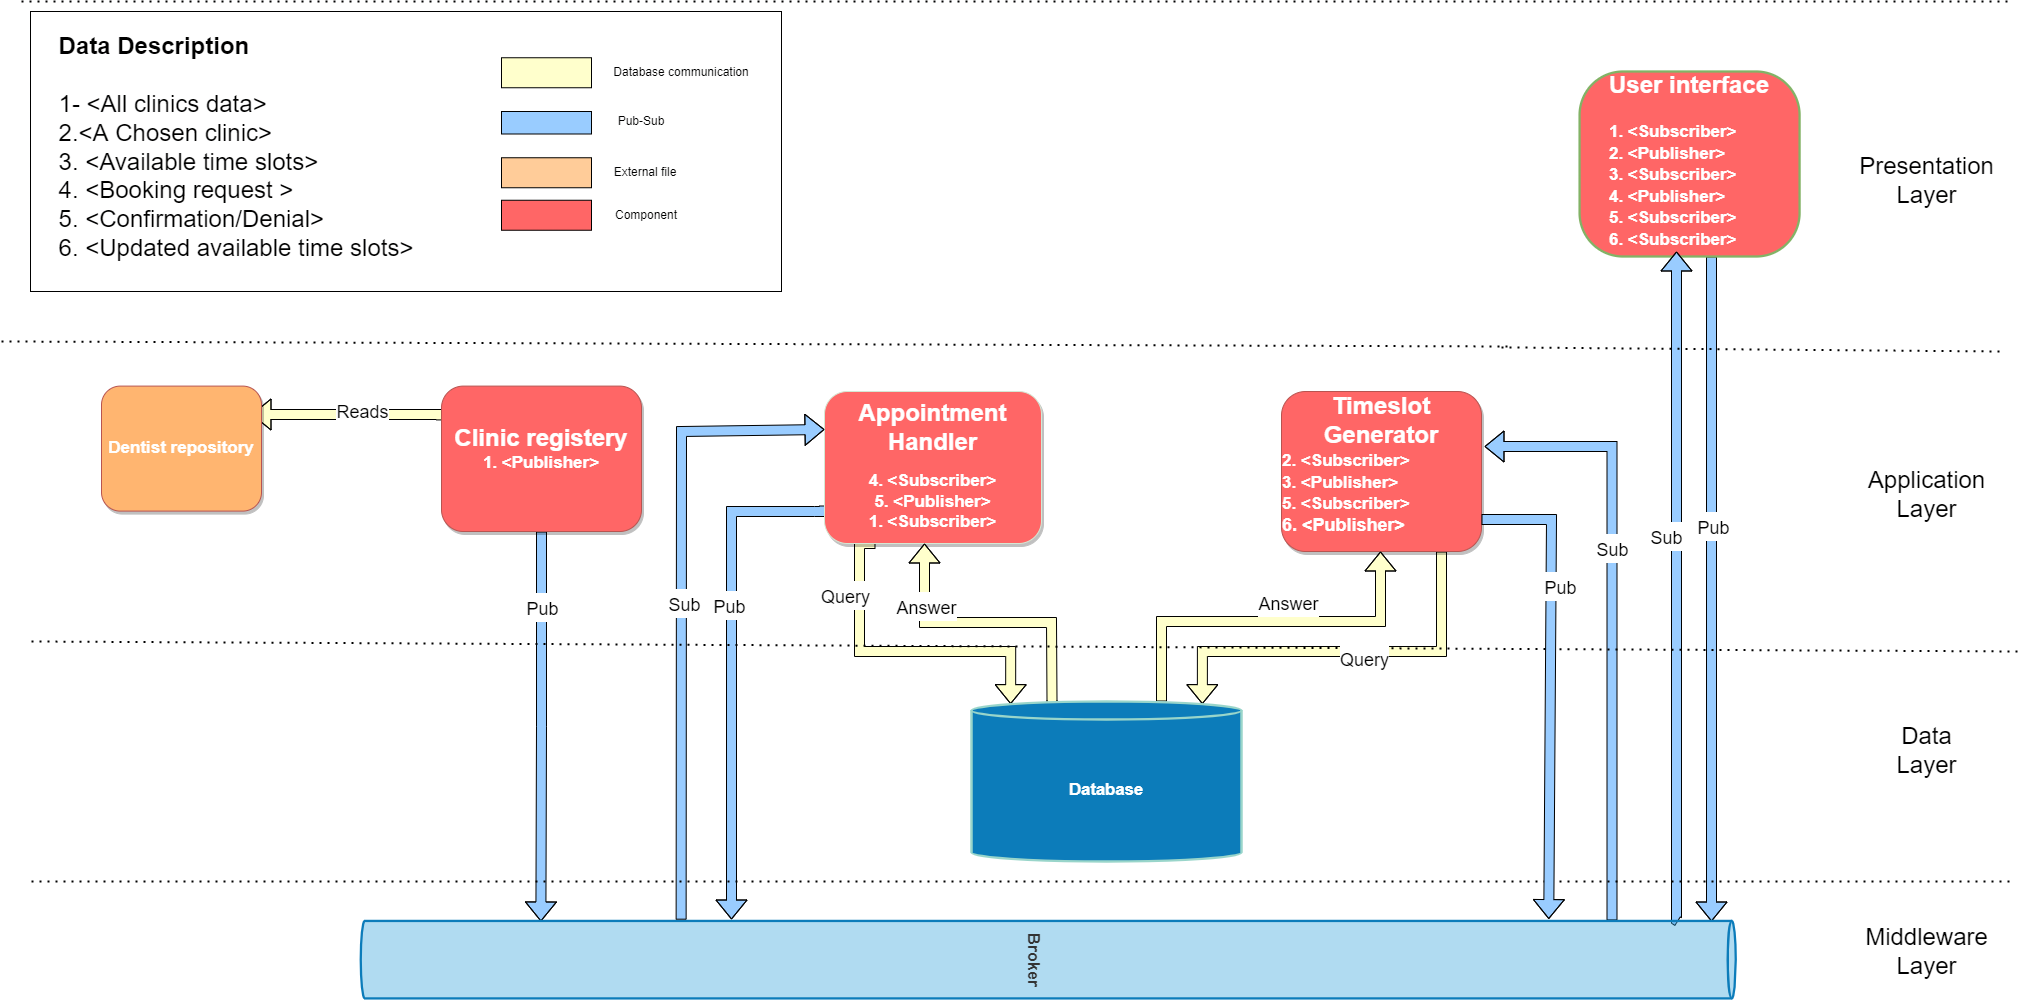 Data Description
1- <All clinics data>
2.<A Chosen clinic>
3. <Available time slots>
4. <Booking request >
5. <Confirmation/Denial>
6. <Updated available time slots>
Database communication
Pub-Sub
External file
Component
User interface
1. <Subscriber>
2. <Publisher>
3. <Subscriber>
4. <Publisher>
5. <Subscriber>
6. <Subscriber>
Presentation
Layer
Dentist repository
Reads
Clinic registery
1. <Publisher>
Appointment
Handler
4. <Subscriber>
5. <Publisher>
1. <Subscriber>
Timeslot
Generator
2. <Subscriber>
3. <Publisher>
5. <Subscriber>
6. <Publisher>
Application
Layer
Pub
Sub
Pub
Query
Answer
Answer
Query
Pub
Sub
Sub
Pub
Database
Data
Layer
Broker
Middleware
Layer